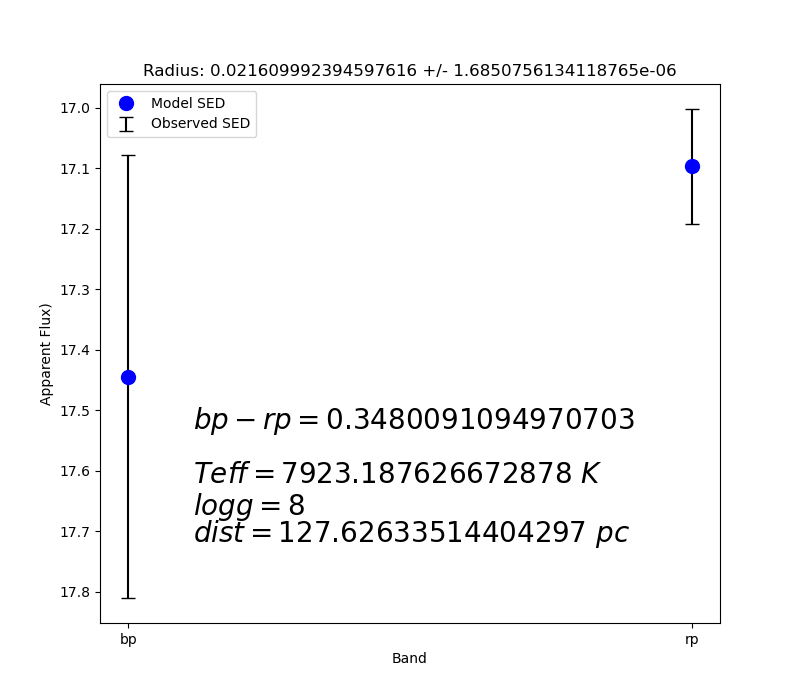 Radius: 0.021609992394597616 +/- 1.6850756134118765e-06
Model SED
Observed SED
17.0
17.1
17.2
17.3
17.4
17.5
17.6
17.7
17.8
Apparent Flux)
bp − rp = 0.3480091094970703
Teff = 7923.187626672878 K
logg = 8
dist = 127.62633514404297 pc
bp
rp
Band